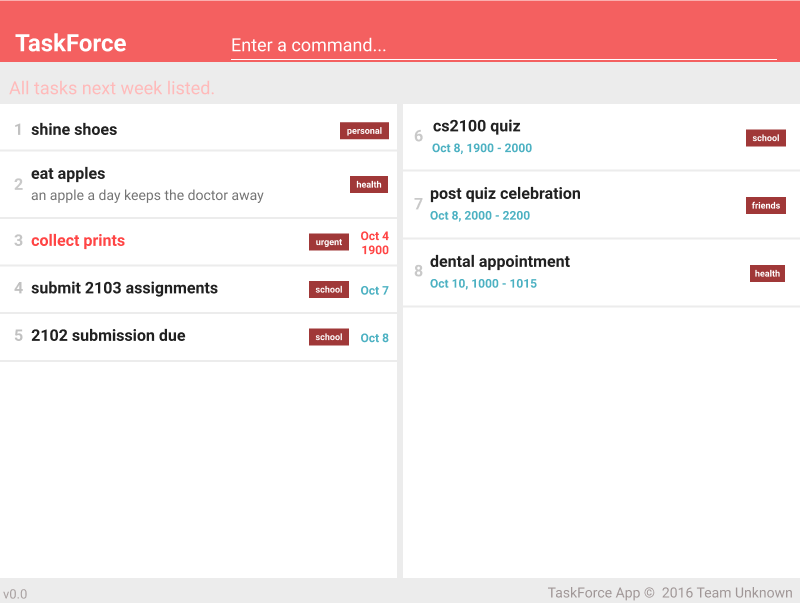 TaskForce
Enter a command...
All tasks next week listed.
1 shine shoes personal
2 eat apples health
an apple a day keeps the doctor away
3 collect prints urgent Oct 4
1900
4 submit 2103 assignments school Oct 7
5 2102 submission due school Oct 8
6 cs2100 quiz school
Oct 8, 1900 - 2000
7 post quiz celebration friends
Oct 8, 2000 - 2200
8 dental appointment health
Oct 10, 1000 - 1015
v0.0
TaskForce App © 2016 Team Unknown